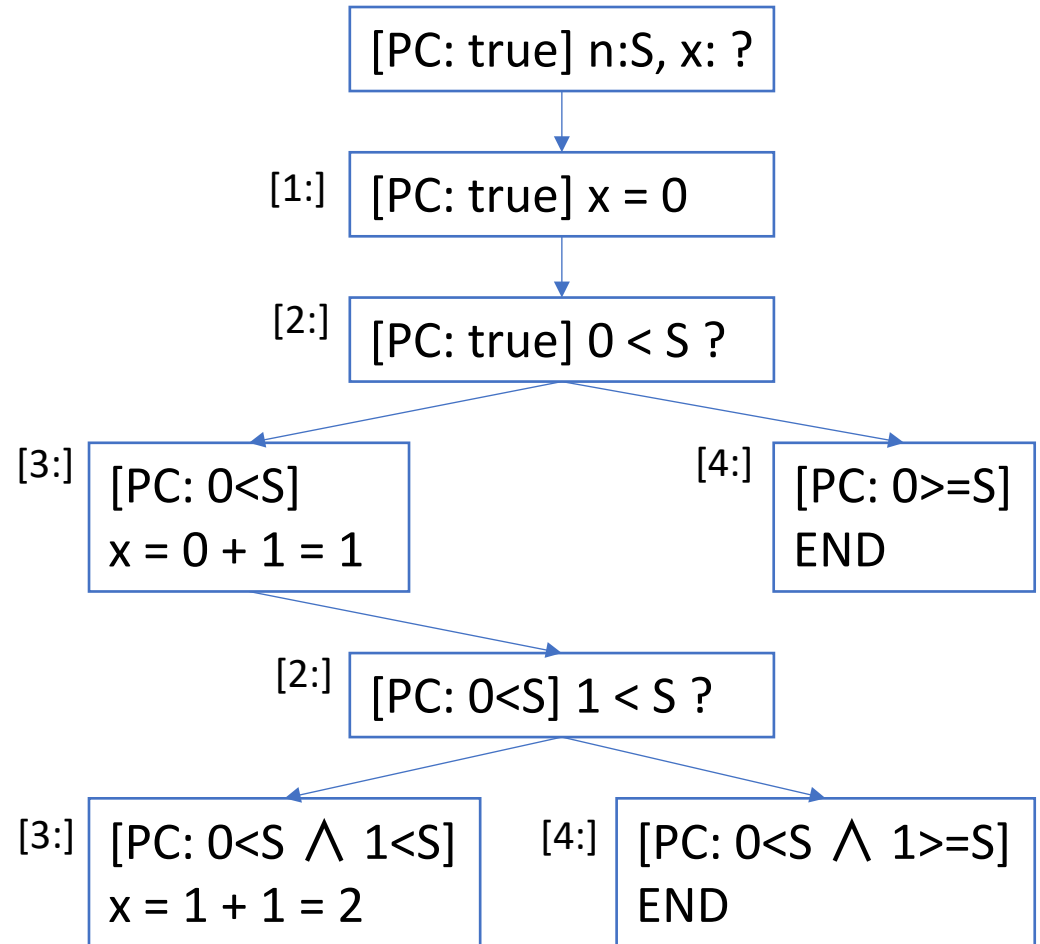 [PC: true] n:S, x: ?
[1:]
[PC: true] x = 0
[2:]
[PC: true] 0 < S ?
[3:]
[PC: 0<S]
x = 0 + 1 = 1
[4:]
[PC: 0>=S]
END
[2:]
[PC: 0<S] 1 < S ?
[3:]
[PC: 0<S ⋀ 1<S]
x = 1 + 1 = 2
[4:]
[PC: 0<S ⋀ 1>=S]
END